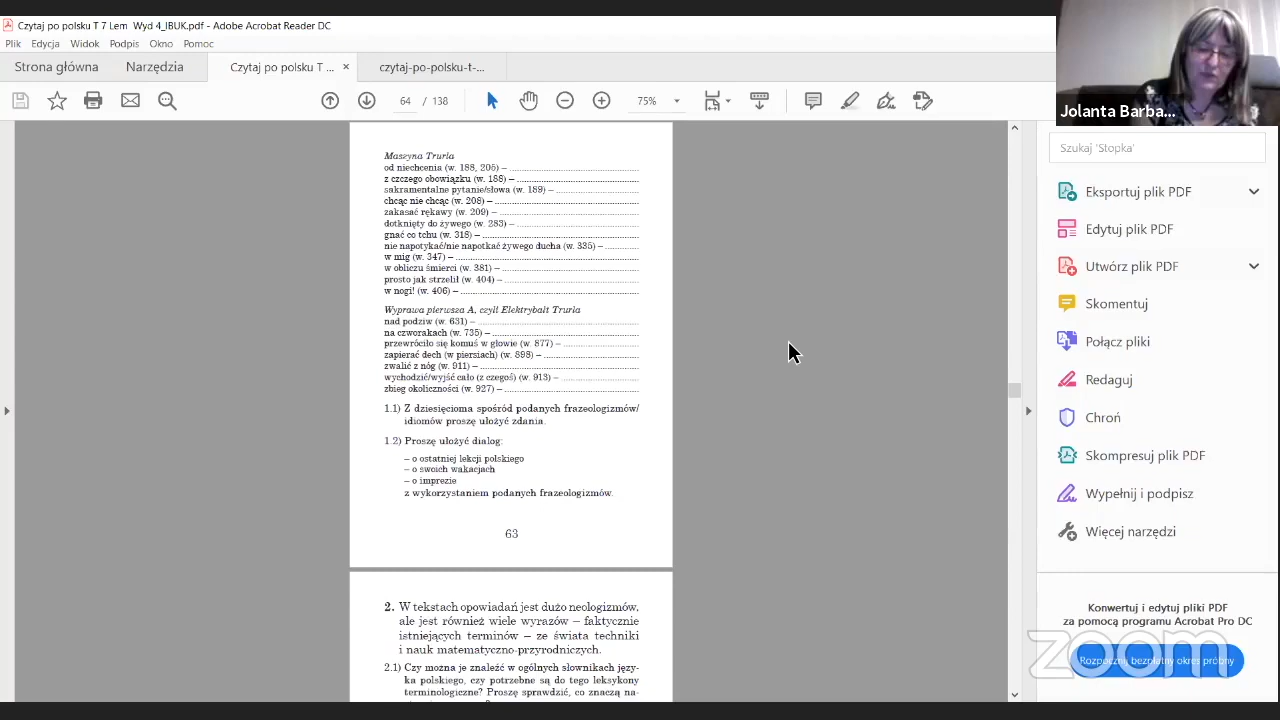 Czytaj po polsku T 7 Lem Wyd 4_IBUK.pdf - Adobe Acrobat Reader DC
Plik Edycja Widok Podpis Okno Pomoc
Strona główna Narzędzia Czytaj po polsku T ... × czytaj-po-polsku-t-...
64 / 138 75%
Jolanta Barba...
Maszyna Trurla
od niechcenia (w. 188, 205) –
z czczego obowiązku (w. 188) –
sakramentalne pytanie/słowa (w. 189) –
chcąc nie chcąc (w. 208) –
zakasać rękawy (w. 209) –
dotknięty do żywego (w. 283) –
gnać co tchu (w. 318) –
nie napotykać/nie napotkać żywego ducha (w. 335) –
w mig (w. 347) –
w obliczu śmierci (w. 381) –
prosto jak strzelił (w. 404) –
w nogi! (w. 406) –
Wyprawa pierwsza A, czyli Elektrybałt Trurla
nad podziw (w. 631) –
na czworakach (w. 735) –
przewróciło się komuś w głowie (w. 877) –
zapierać dech (w piersiach) (w. 898) –
zwalić z nóg (w. 911) –
wychodzić/wyjść cało (z czegoś) (w. 913) –
zbieg okoliczności (w. 927) –
1.1) Z dziesięcioma spośród podanych frazeologizmów/
idiomów proszę ułożyć zdania.
1.2) Proszę ułożyć dialog:
– o ostatniej lekcji polskiego
– o swoich wakacjach
– o imprezie
z wykorzystaniem podanych frazeologizmów.
63
2. W tekstach opowiadań jest dużo neologizmów,
ale jest również wiele wyrazów – faktycznie
istniejących terminów – ze świata techniki
i nauk matematyczno-przyrodniczych.
2.1) Czy można je znaleźć w ogólnych słownikach języ-
ka polskiego, czy potrzebne są do tego leksykony
terminologiczne? Proszę sprawdzić, co znaczą na-
Szukaj 'Stopka'
Eksportuj plik PDF
Edytuj plik PDF
Utwórz plik PDF
Skomentuj
Połącz pliki
Redaguj
Chroń
Skompresuj plik PDF
Wypełnij i podpisz
Więcej narzędzi
Konwertuj i edytuj pliki PDF
za pomocą programu Acrobat Pro DC
Rozpocznij bezpłatny okres próbny
zoom